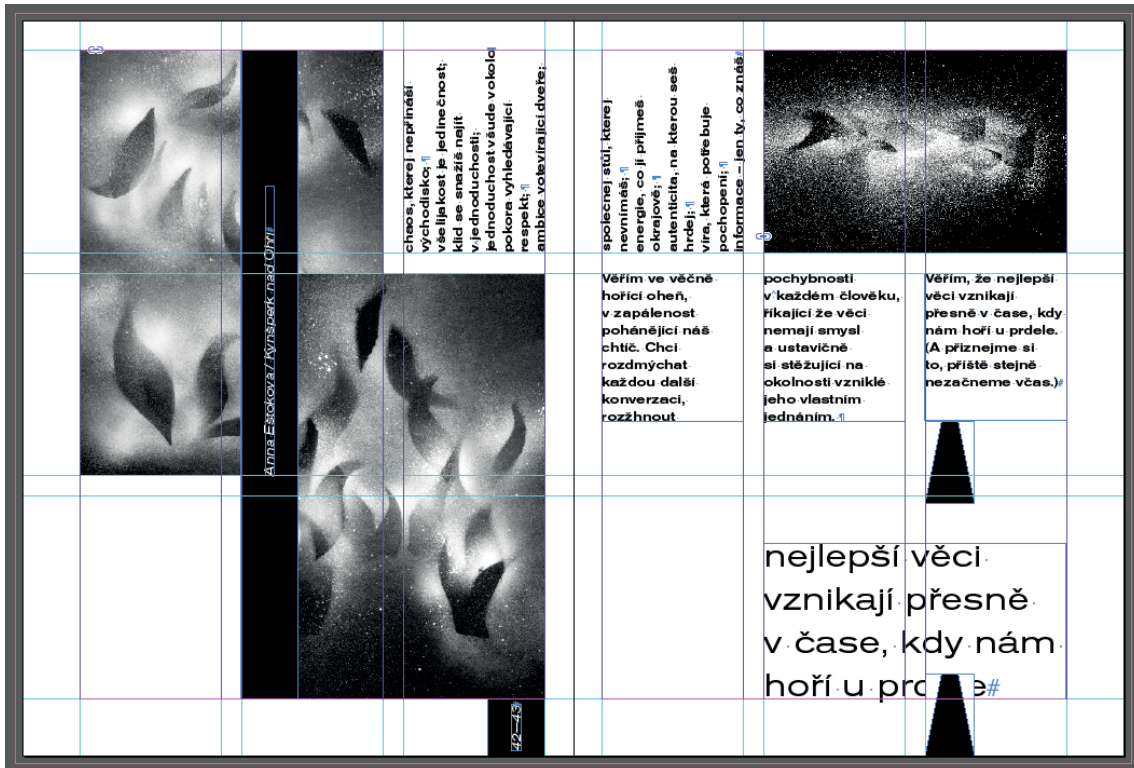 Anna Eštoková / Kynšperk nad Ohří
chaos, kterej nepřináší
východisko;
všelijakost je jedinečnost;
klid se snažíš najít
v jednoduchosti;
jednoduchost všude vokolo
pokora vyhledávající
respekt;
ambice votevírající dveře;
42—43
společnej stůl, kterej
nevnímáš;
energie, co jí přijmeš
okrajově;
autenticita, na kterou seš
hrdej;
víra, která potřebuje
pochopení;
informace – jen ty, co znáš
Věřím ve věčně
hořící oheň,
v zapálenost
pohánějící náš
chtíč. Chci
rozdmýchat
každou další
konverzaci,
rozžhnout
pochybnosti
v každém člověku,
říkající že věci
nemají smysl
a ustavičně
si stěžující na
okolnosti vzniklé
jeho vlastním
jednáním.
Věřím, že nejlepší
věci vznikají
přesně v čase, kdy
nám hoří u prdele.
(A přiznejme si
to, příště stejně
nezačneme včas.)
nejlepší věci
vznikají přesně
v čase, kdy nám
hoří u